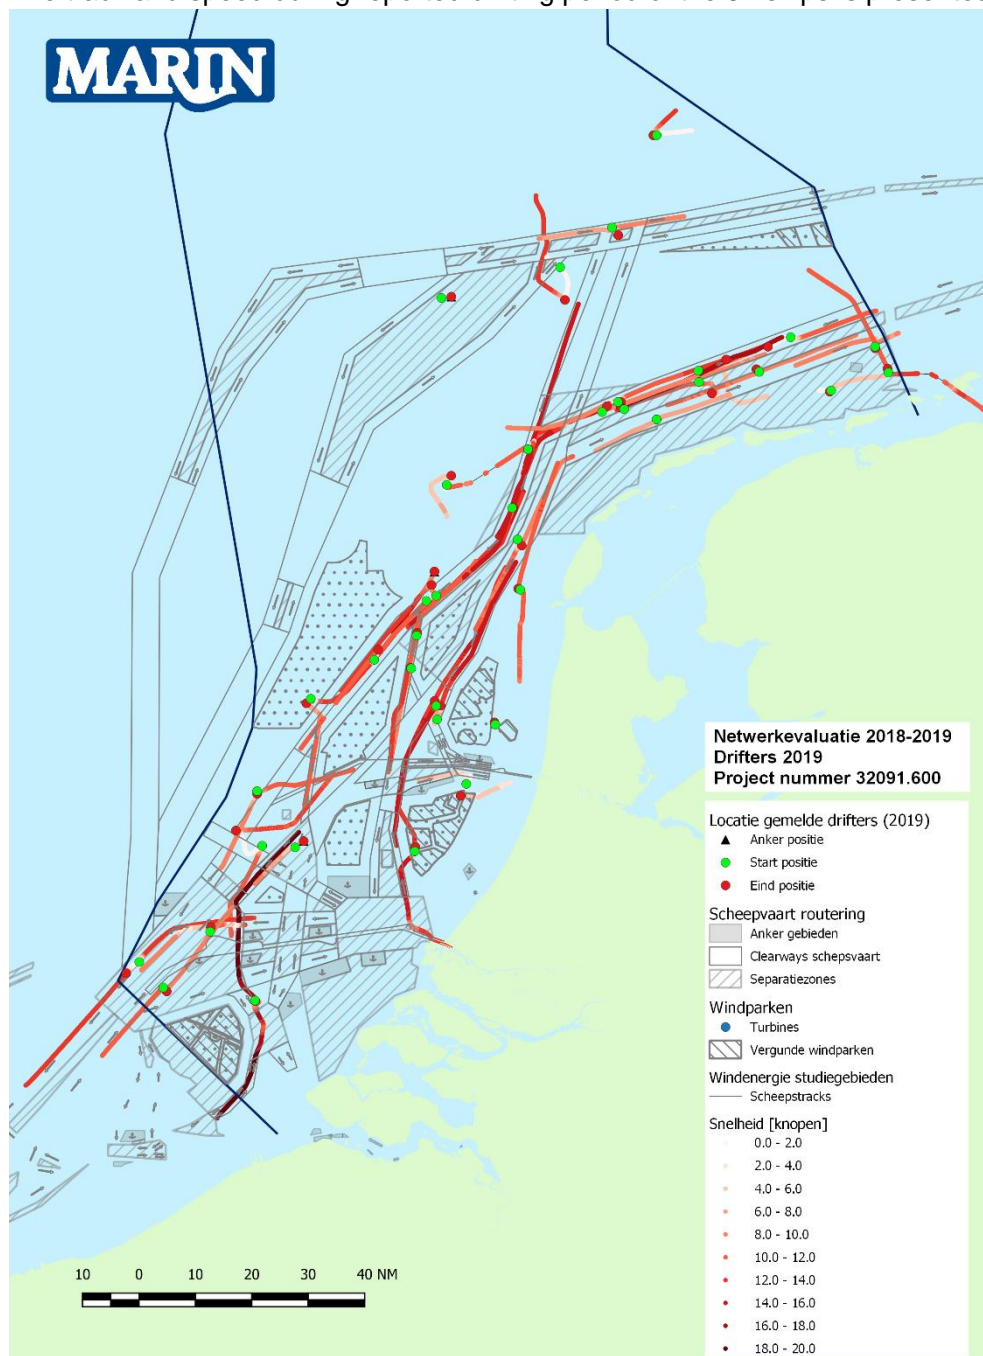 MARIN
Netwerkevaluatie 2018-2019
Drifters 2019
Project nummer 32091.600
Locatie gemelde drifters (2019)
Anker positie
Start positie
Eind positie
Scheepvaart routering
Anker gebieden
Clearways schepsvaart
Separatiezones
Windparken
Turbines
Vergunde windparken
Windenergie studiegebieden
Scheepstracks
Snelheid [knopen]
0.0 - 2.0
2.0 - 4.0
4.0 - 6.0
6.0 - 8.0
8.0 - 10.0
10.0 - 12.0
12.0 - 14.0
14.0 - 16.0
16.0 - 18.0
18.0 - 20.0
10 0 10 20 30 40 NM